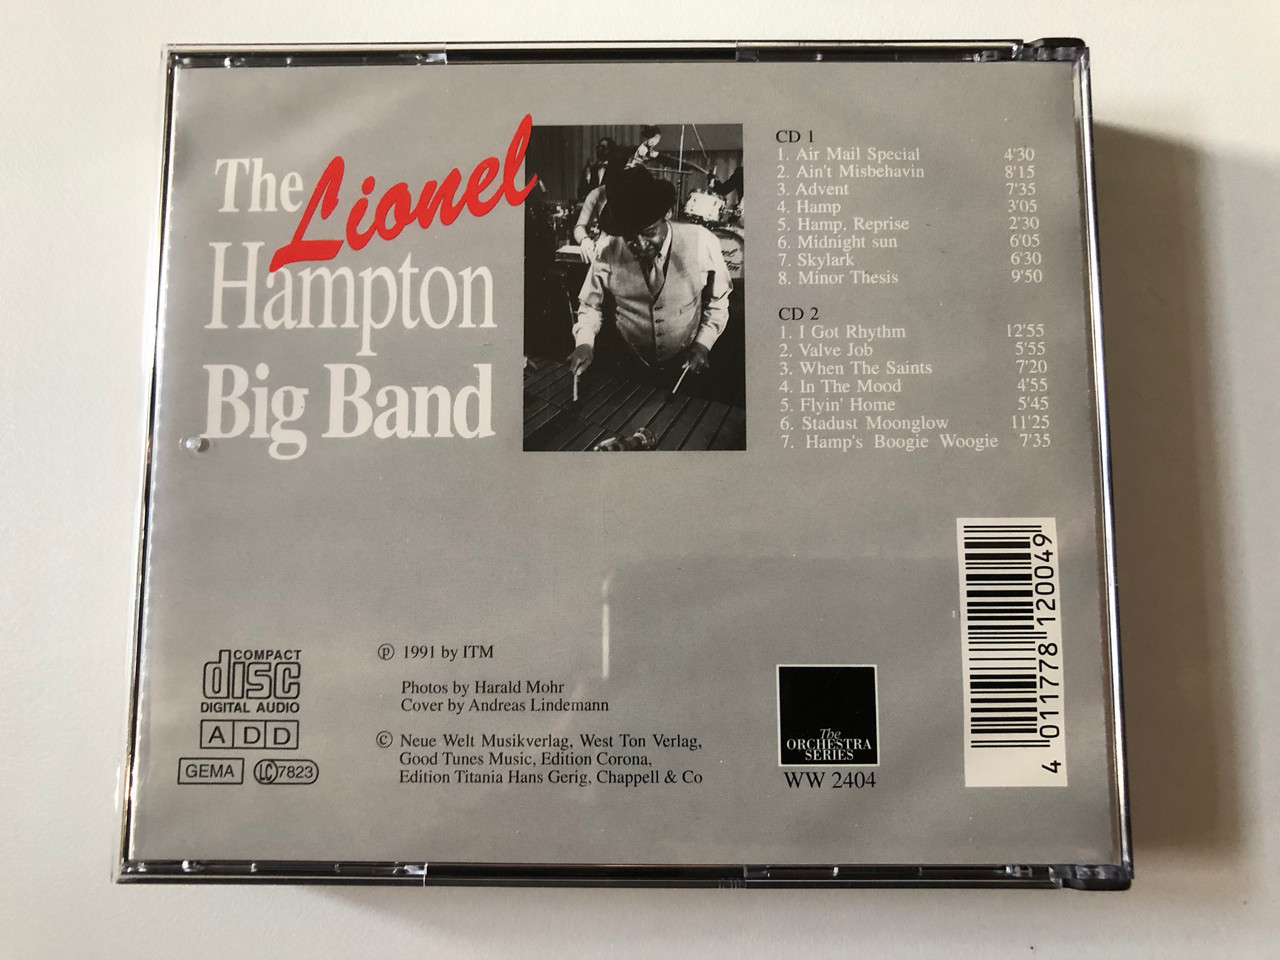 The Lionel
Hampton
Big Band
CD 1
1. Air Mail Special 4'30
2. Ain't Misbehavin 8'15
3. Advent 7'35
4. Hamp 3'05
5. Hamp, Reprise 2'30
6. Midnight sun 6'05
7. Skylark 6'30
8. Minor Thesis 9'50
CD 2
1. I Got Rhythm 12'55
2. Valve Job 5'55
3. When The Saints 7'20
4. In The Mood 4'55
5. Flyin' Home 5'45
6. Stadust Moonglow 11'25
7. Hamp's Boogie Woogie 7'35
COMPACT
disc
DIGITAL AUDIO
ADD
GEMA LC 7823
℗ 1991 by ITM
Photos by Harald Mohr
Cover by Andreas Lindemann
© Neue Welt Musikverlag, West Ton Verlag,
Good Tunes Music, Edition Corona,
Edition Titania Hans Gerig, Chappell & Co
The
ORCHESTRA
SERIES
WW 2404
4 011778 120049